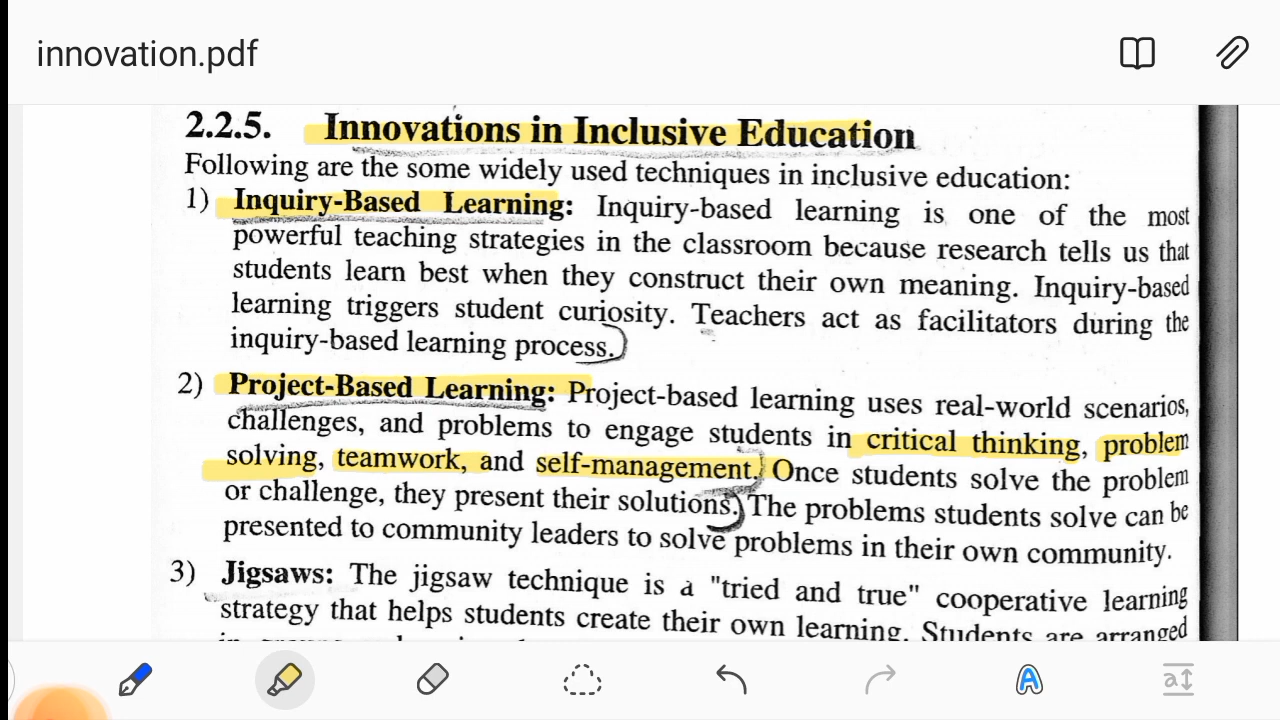 innovation.pdf
2.2.5. Innovations in Inclusive Education
Following are the some widely used techniques in inclusive education:
1) Inquiry-Based Learning: Inquiry-based learning is one of the most
powerful teaching strategies in the classroom because research tells us that
students learn best when they construct their own meaning. Inquiry-based
learning triggers student curiosity. Teachers act as facilitators during the
inquiry-based learning process.
2) Project-Based Learning: Project-based learning uses real-world scenarios,
challenges, and problems to engage students in critical thinking, problem
solving, teamwork, and self-management. Once students solve the problem
or challenge, they present their solutions. The problems students solve can be
presented to community leaders to solve problems in their own community.
3) Jigsaws: The jigsaw technique is a "tried and true" cooperative learning
strategy that helps students create their own learning. Students are arranged
A
a